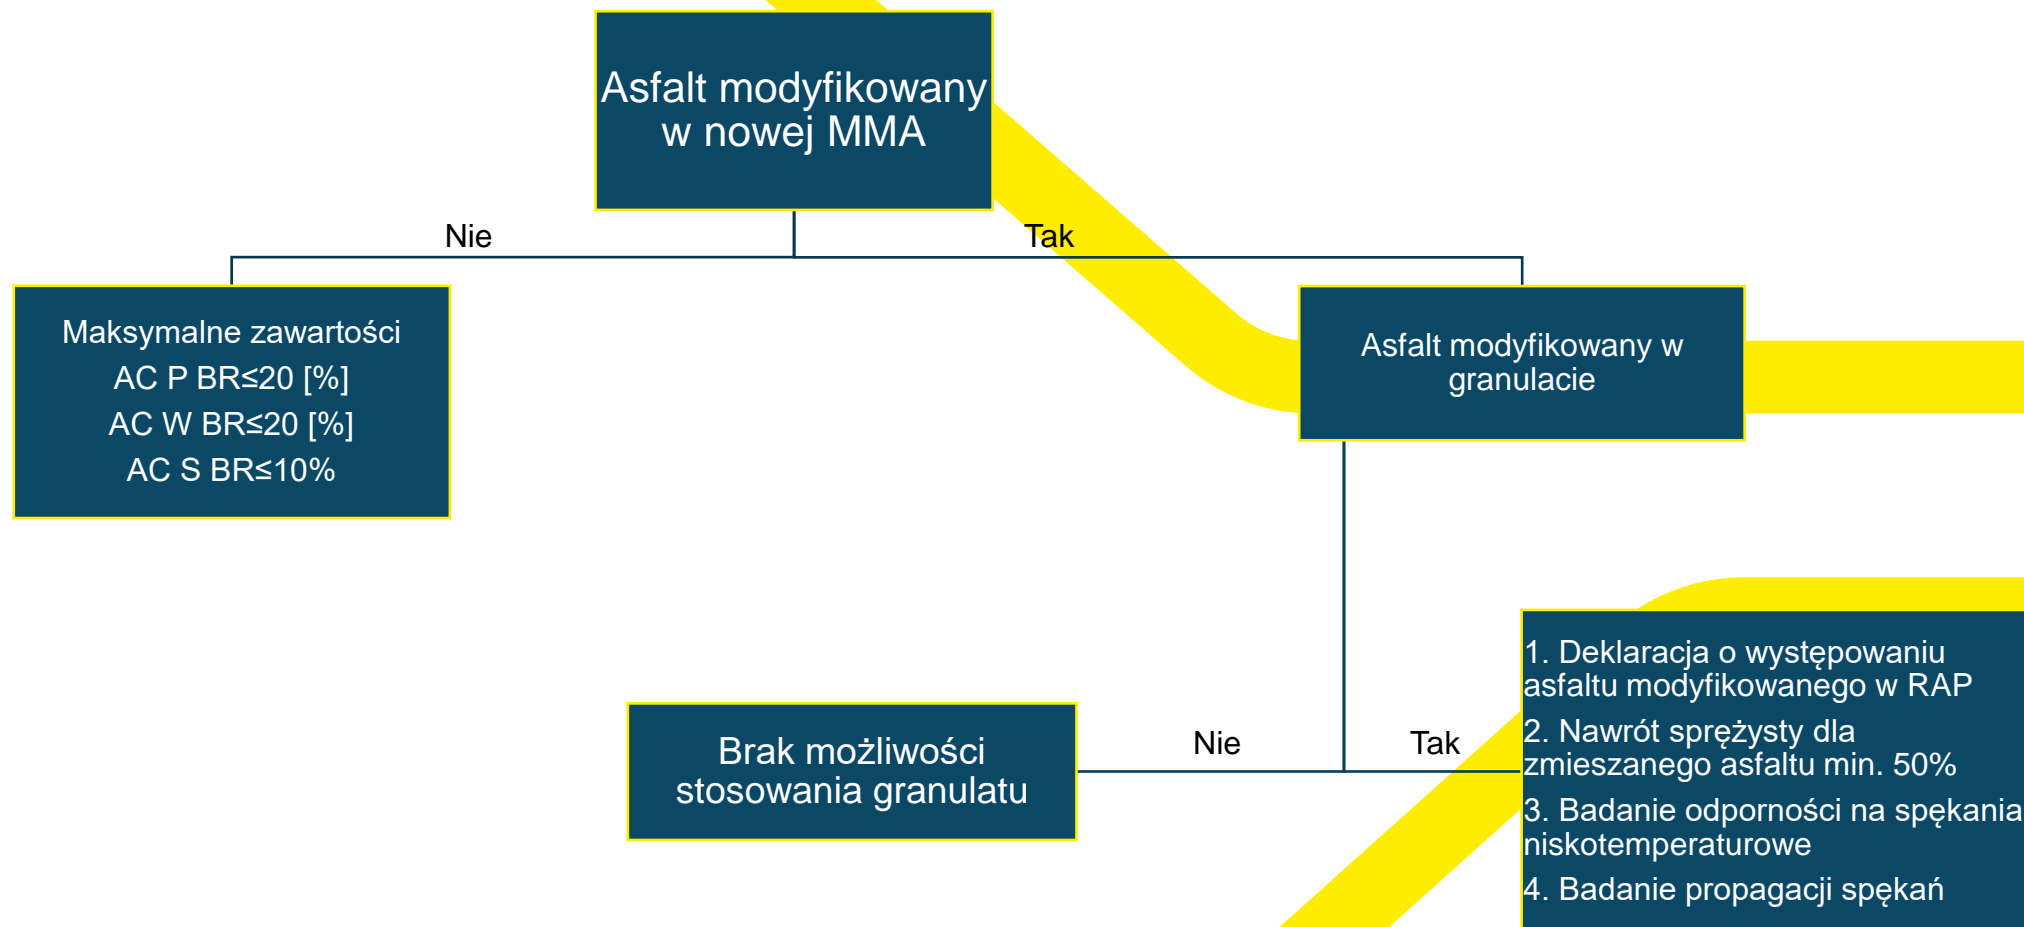 Asfalt modyfikowany
w nowej MMA
Nie
Tak
Maksymalne zawartości
AC P BR≤20 [%]
AC W BR≤20 [%]
AC S BR≤10%
Asfalt modyfikowany w
granulacie
Brak możliwości
stosowania granulatu
Nie
Tak
1. Deklaracja o występowaniu
asfaltu modyfikowanego w RAP
2. Nawrót sprężysty dla
zmieszanego asfaltu min. 50%
3. Badanie odporności na spękania
niskotemperaturowe
4. Badanie propagacji spękań